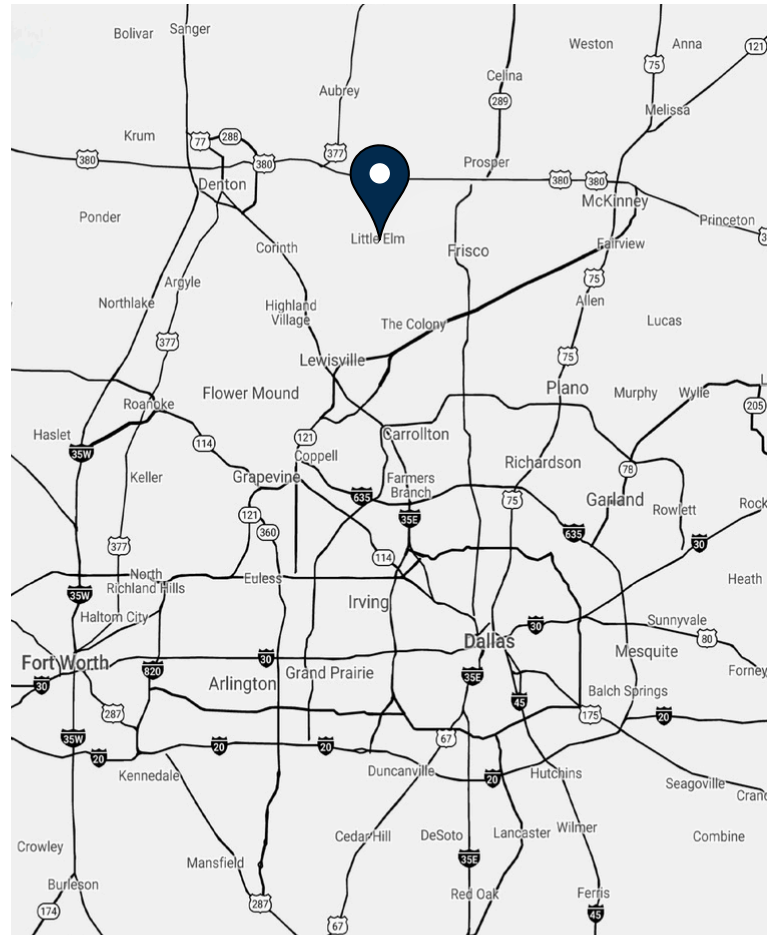 Sanger
Bolivar
Weston
Anna
121
75
Celina
Aubrey
289
Melissa
Krum
77
288
377
380
380
Prosper
380
380
Denton
McKinney
Ponder
Princeton
Little Elm
Corinth
Frisco
Fairview
Argyle
75
Northlake
Highland
Village
Allen
The Colony
Lucas
377
Lewisville
75
Flower Mound
Plano
Murphy
Wylie
Roanoke
205
Haslet
114
121
Carrollton
35W
Coppell
Richardson
78
Keller
Grapevine
Farmers
Branch
635
75
Garland
Rowlett
Rock
121
35E
360
635
377
114
30
North
Richland Hills
Euless
Heath
35W
Irving
Haltom City
30
Sunnyvale
80
Dallas
Mesquite
Fort Worth
30
820
Grand Prairie
35E
Forney
30
Arlington
45
Balch Springs
287
175
20
35W
67
20
20
20
Kennedale
Duncanville
20
Hutchins
Seagoville
Cranc
Cedar Hill
DeSoto
Lancaster
Wilmer
Combine
Crowley
Mansfield
35E
Burleson
Red Oak
Ferris
174
287
67
45